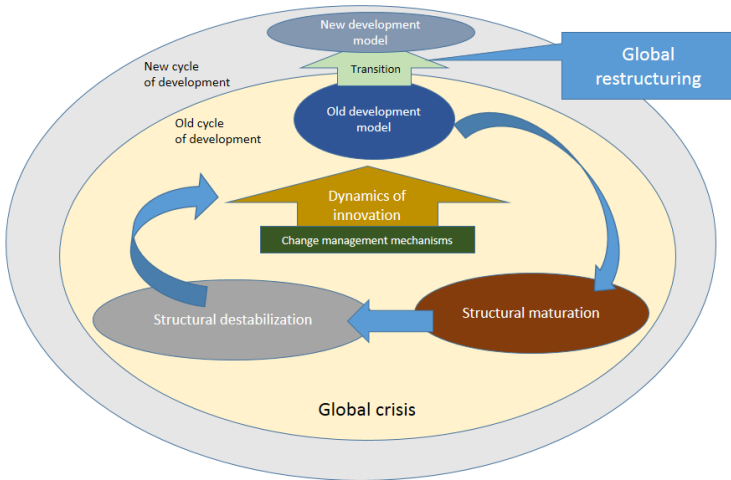 New development
model
Global
restructuring
New cycle
of development
Transition
Old development
model
Old cycle
of development
Dynamics of
innovation
Change management mechanisms
Structural destabilization
Structural maturation
Global crisis